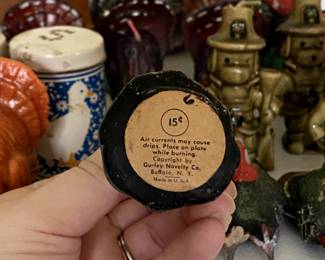 6
15¢
Air currents may cause
drips. Place on plate
while burning.
Copyright by
Gurley Novelty Co.
Buffalo, N. Y.
Made in U.S.A.